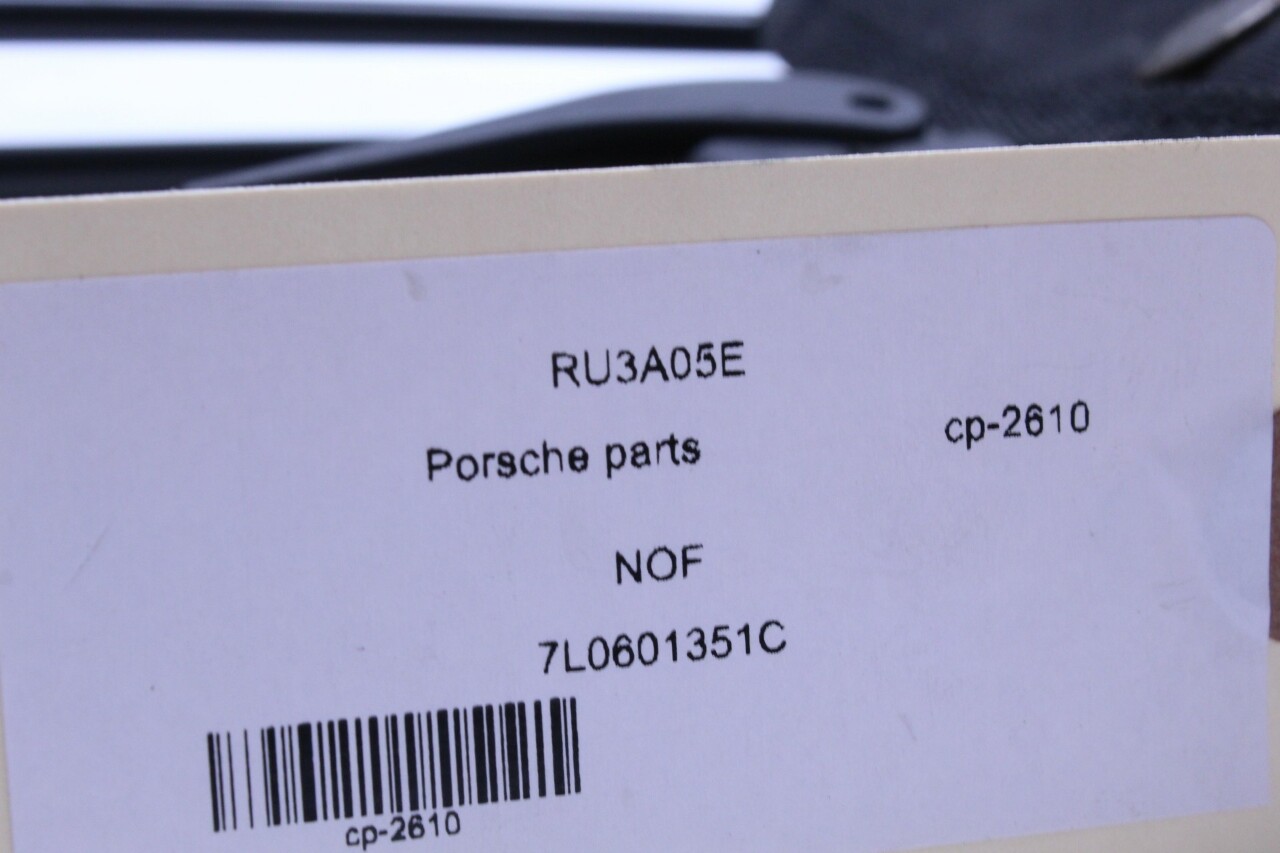 RU3A05E
Porsche parts
cp-2610
NOF
7L0601351C
cp-2610